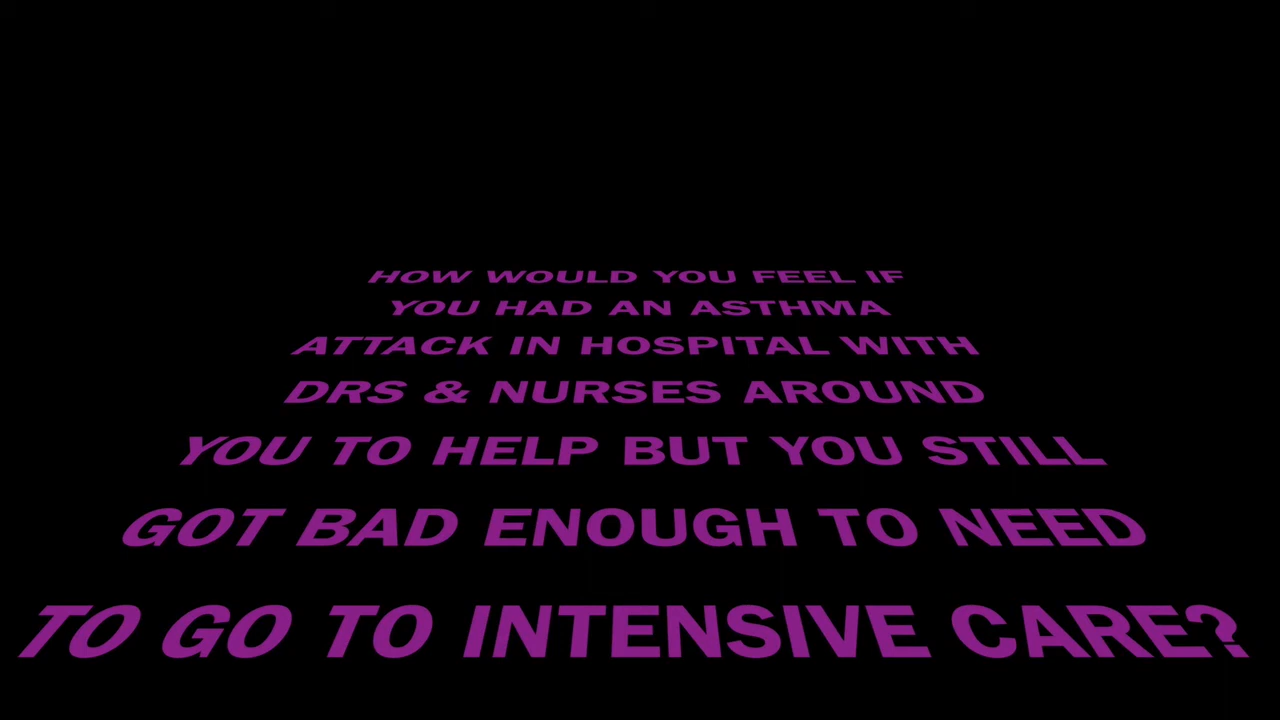 HOW WOULD YOU FEEL IF
YOU HAD AN ASTHMA
ATTACK IN HOSPITAL WITH
DRS & NURSES AROUND
YOU TO HELP BUT YOU STILL
GOT BAD ENOUGH TO NEED
TO GO TO INTENSIVE CARE?